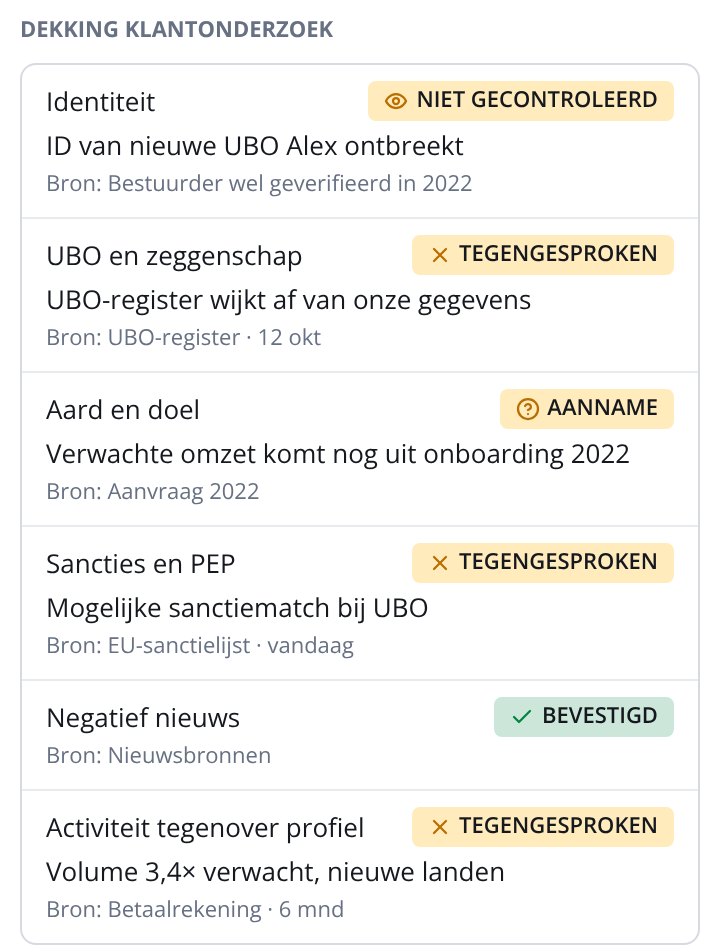 DEKKING KLANTONDERZOEK
Identiteit NIET GECONTROLEERD
ID van nieuwe UBO Alex ontbreekt
Bron: Bestuurder wel geverifieerd in 2022
UBO en zeggenschap TEGENGESPROKEN
UBO-register wijkt af van onze gegevens
Bron: UBO-register · 12 okt
Aard en doel AANNAME
Verwachte omzet komt nog uit onboarding 2022
Bron: Aanvraag 2022
Sancties en PEP TEGENGESPROKEN
Mogelijke sanctiematch bij UBO
Bron: EU-sanctielijst · vandaag
Negatief nieuws BEVESTIGD
Bron: Nieuwsbronnen
Activiteit tegenover profiel TEGENGESPROKEN
Volume 3,4× verwacht, nieuwe landen
Bron: Betaalrekening · 6 mnd